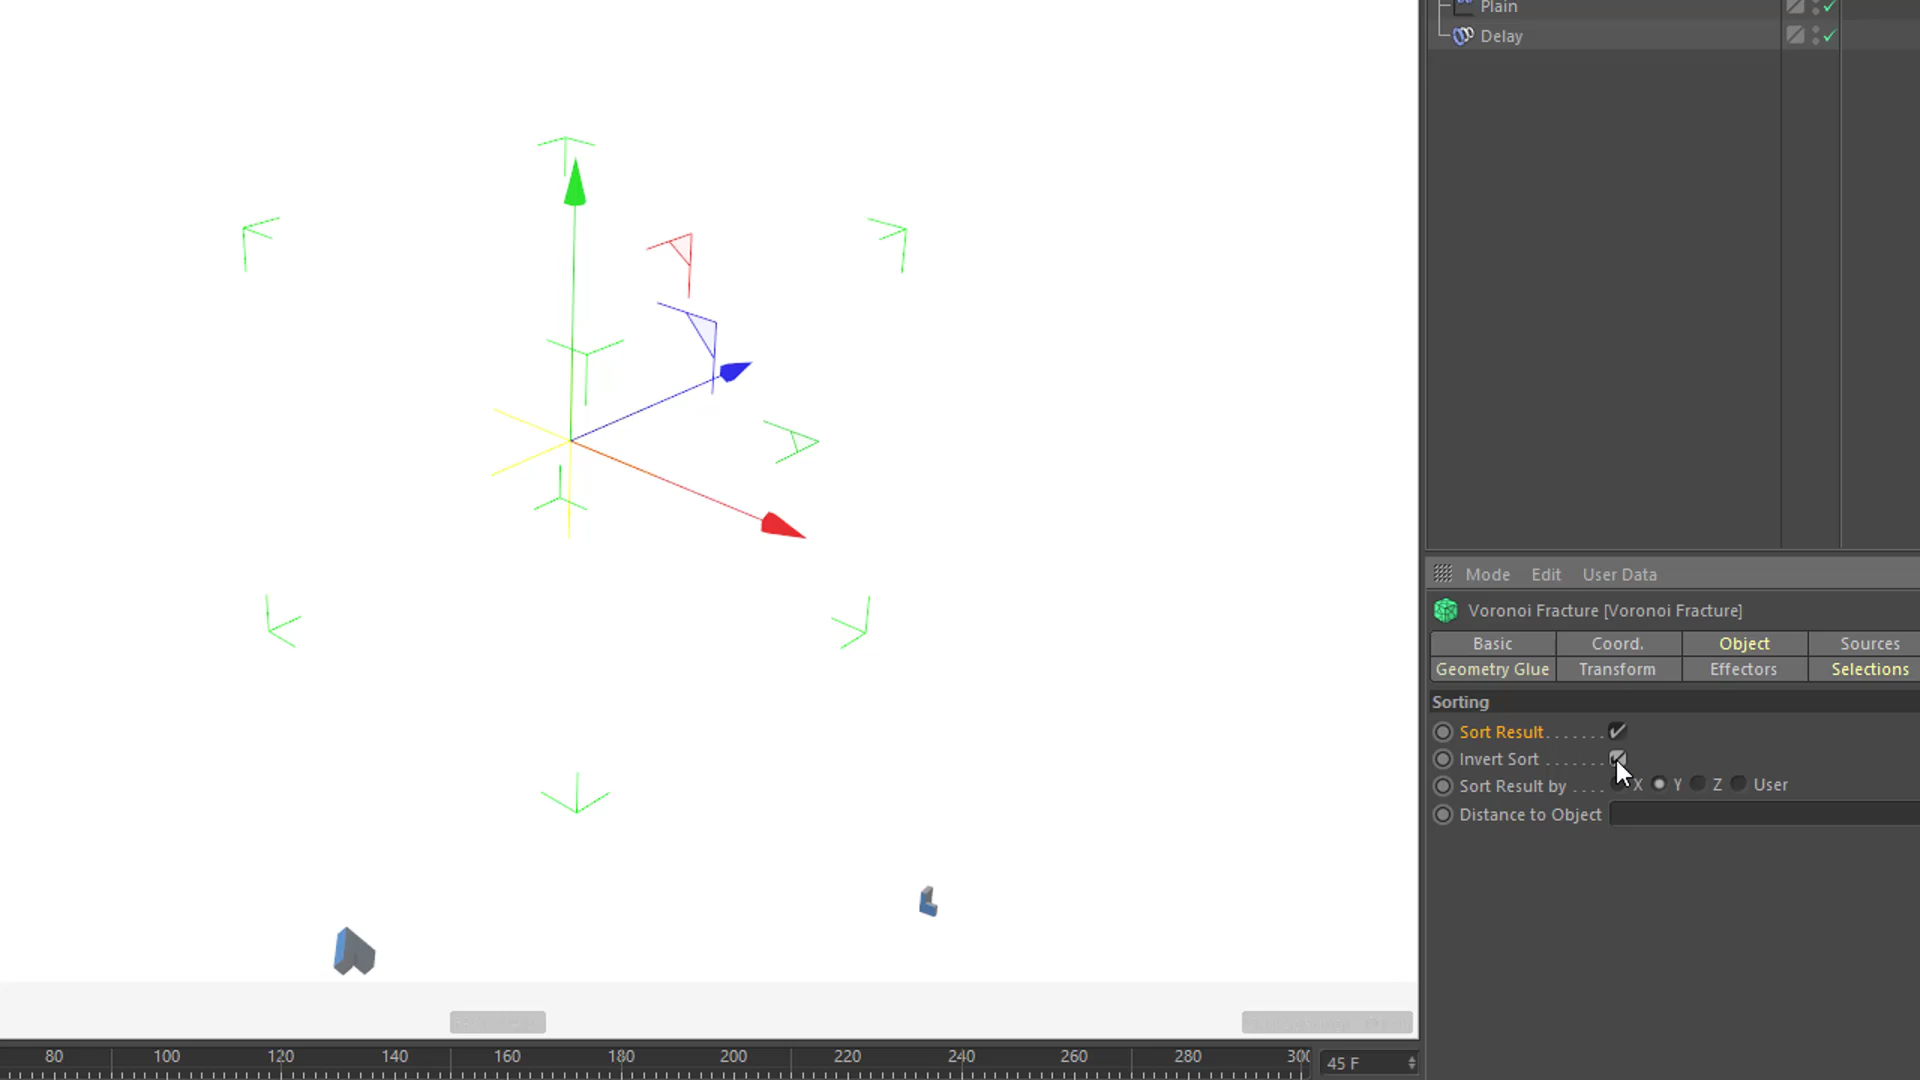 Plain
Delay
Mode Edit User Data
Voronoi Fracture [Voronoi Fracture]
Basic Coord. Object Sources
Geometry Glue Transform Effectors Selections
Sorting
Sort Result
Invert Sort
Sort Result by X Y Z User
Distance to Object
80 100 120 140 160 180 200 220 240 260 280 300
45 F